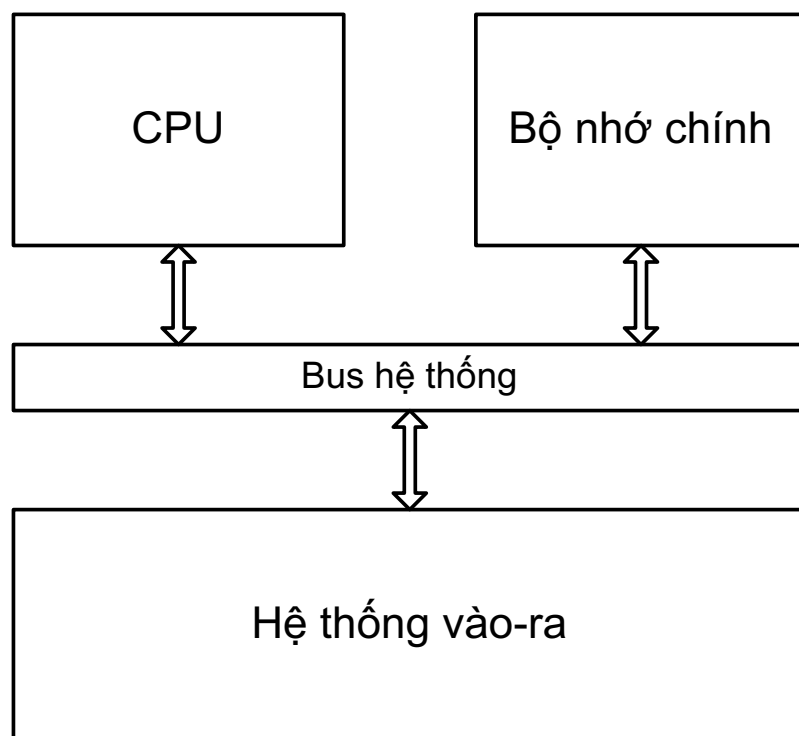 CPU
Bộ nhớ chính
Bus hệ thống
Hệ thống vào-ra